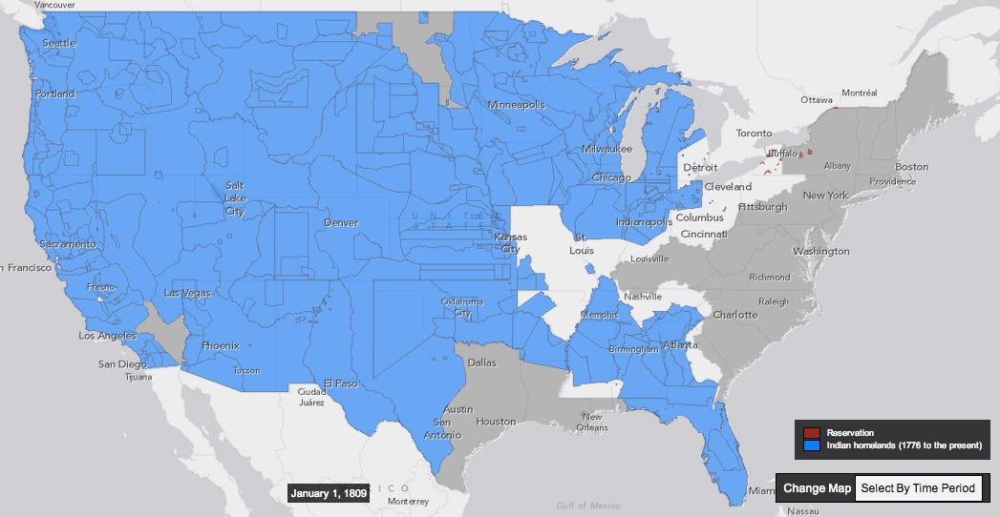 Vancouver
Seattle
Portland
Ottawa
Montréal
Minneapolis
Toronto
Milwaukee
Buffalo
Albany
Boston
Detroit
Chicago
Cleveland
Providence
New York
Salt
Lake
City
Denver
UNITED
STATE
Indianapolis
Columbus
Pittsburgh
Cincinnati
Kansas
City
St.
Louis
Washington
Sacramento
n Francisco
Louisville
Richmond
Fresno
Las Vegas
Oklahoma
City
Nashville
Raleigh
Memphis
Charlotte
Los Angeles
Phoenix
Birmingham
Atlanta
San Diego
Tucson
Dallas
Tijuana
El Paso
Ciudad
Juárez
Austin
San
Antonio
Houston
New
Orleans
Reservation
Indian homelands (1776 to the present)
January 1, 1809
I C O
Monterrey
Gulf of Mexico
Miam
Change Map
Select By Time Period
Nassau